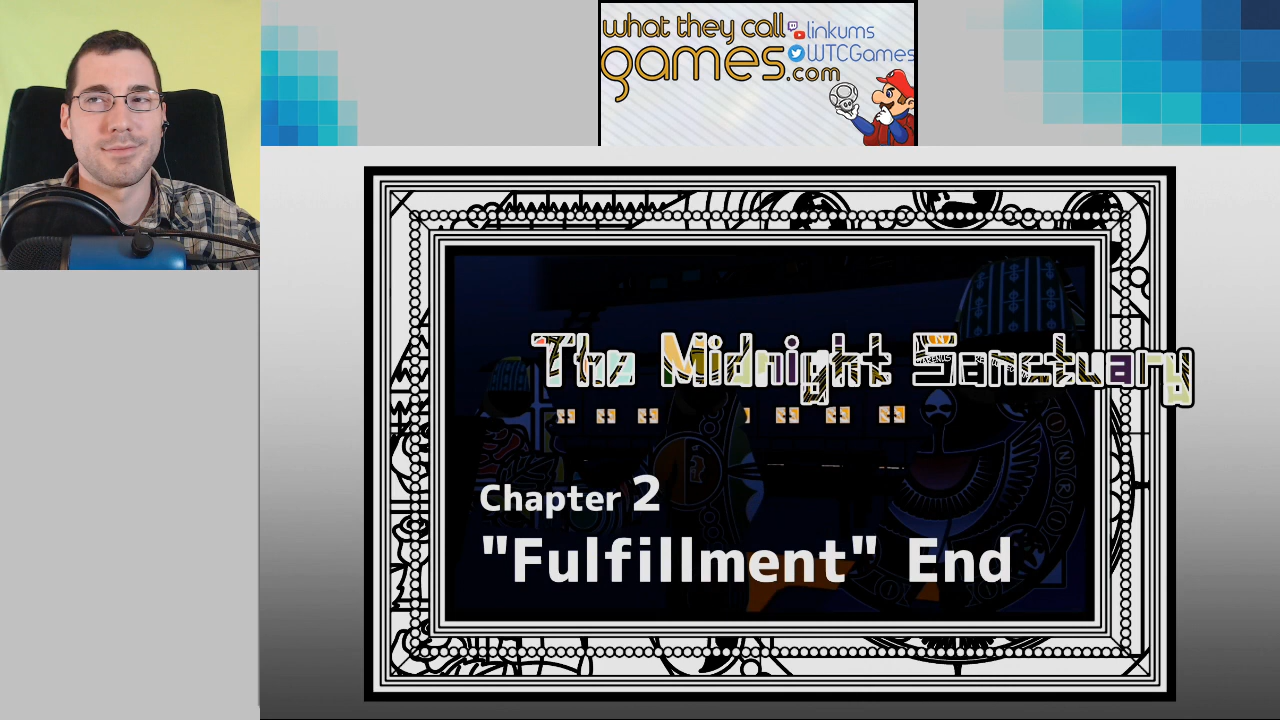 what they call
games.com
linkums
WTCGames
The Midnight Sanctuary
Chapter 2
"Fulfillment" End